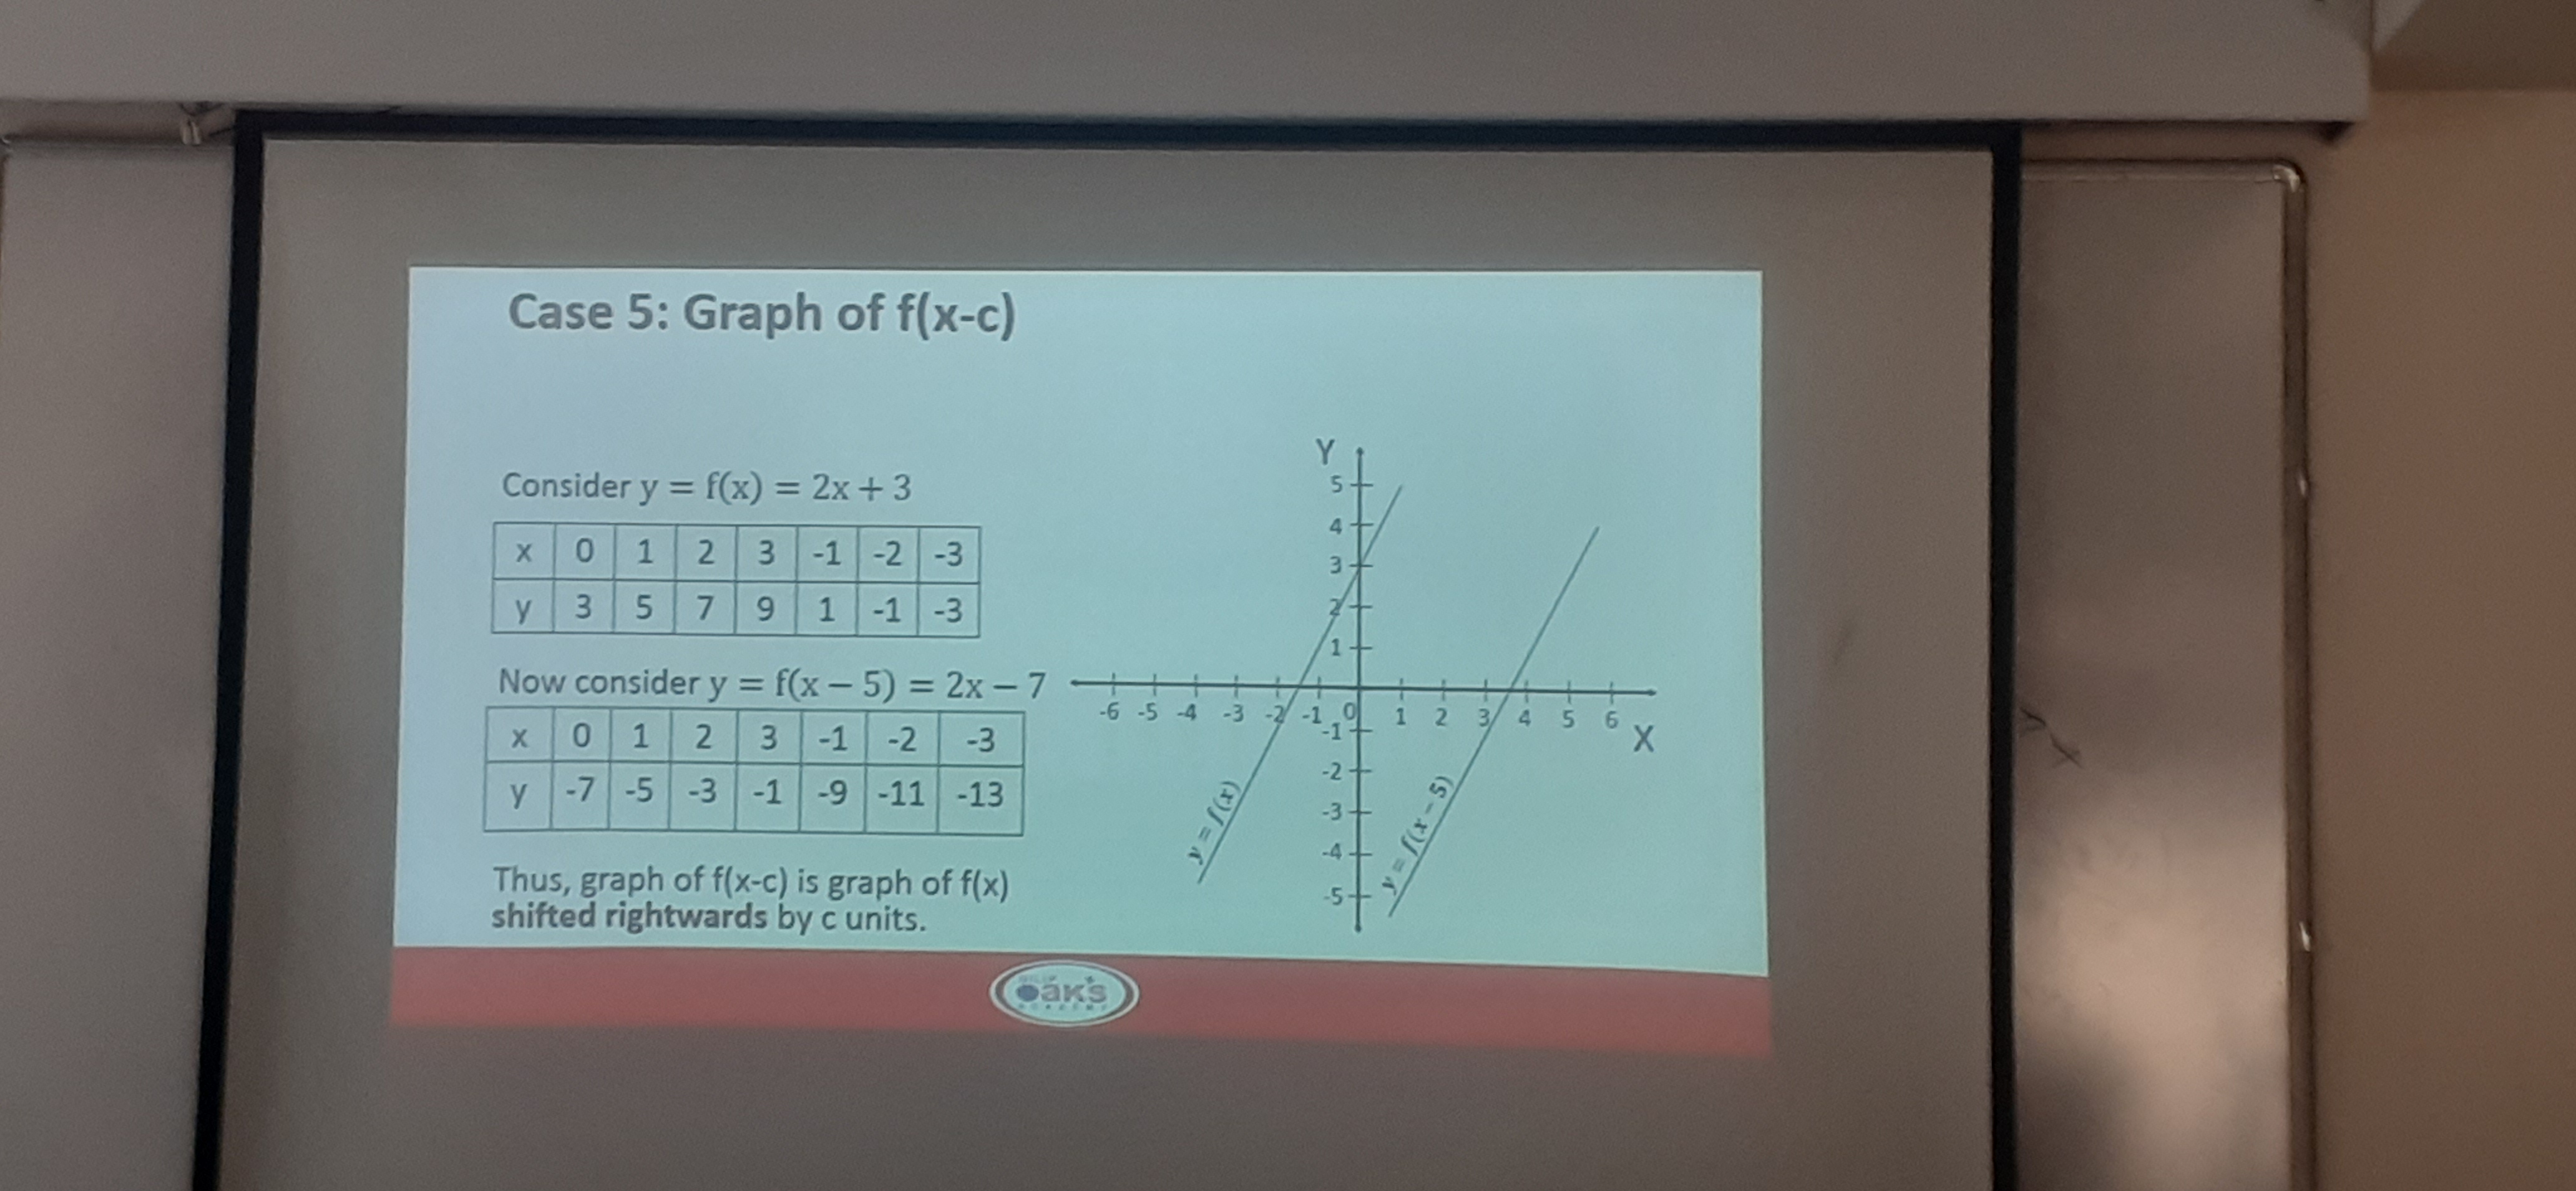 Case 5: Graph of f(x-c)
Consider y = f(x) = 2x + 3
x 0 1 2 3 -1 -2 -3
y 3 5 7 9 1 -1 -3
Now consider y = f(x – 5) = 2x – 7
x 0 1 2 3 -1 -2 -3
y -7 -5 -3 -1 -9 -11 -13
Thus, graph of f(x-c) is graph of f(x)
shifted rightwards by c units.
Y
5
4
3
2
1
-6 -5 -4 -3 -2 -1 0 1 2 3 4 5 6
X
-1
-2
-3
-4
-5
y = f(x)
y = f(x – 5)
oaks